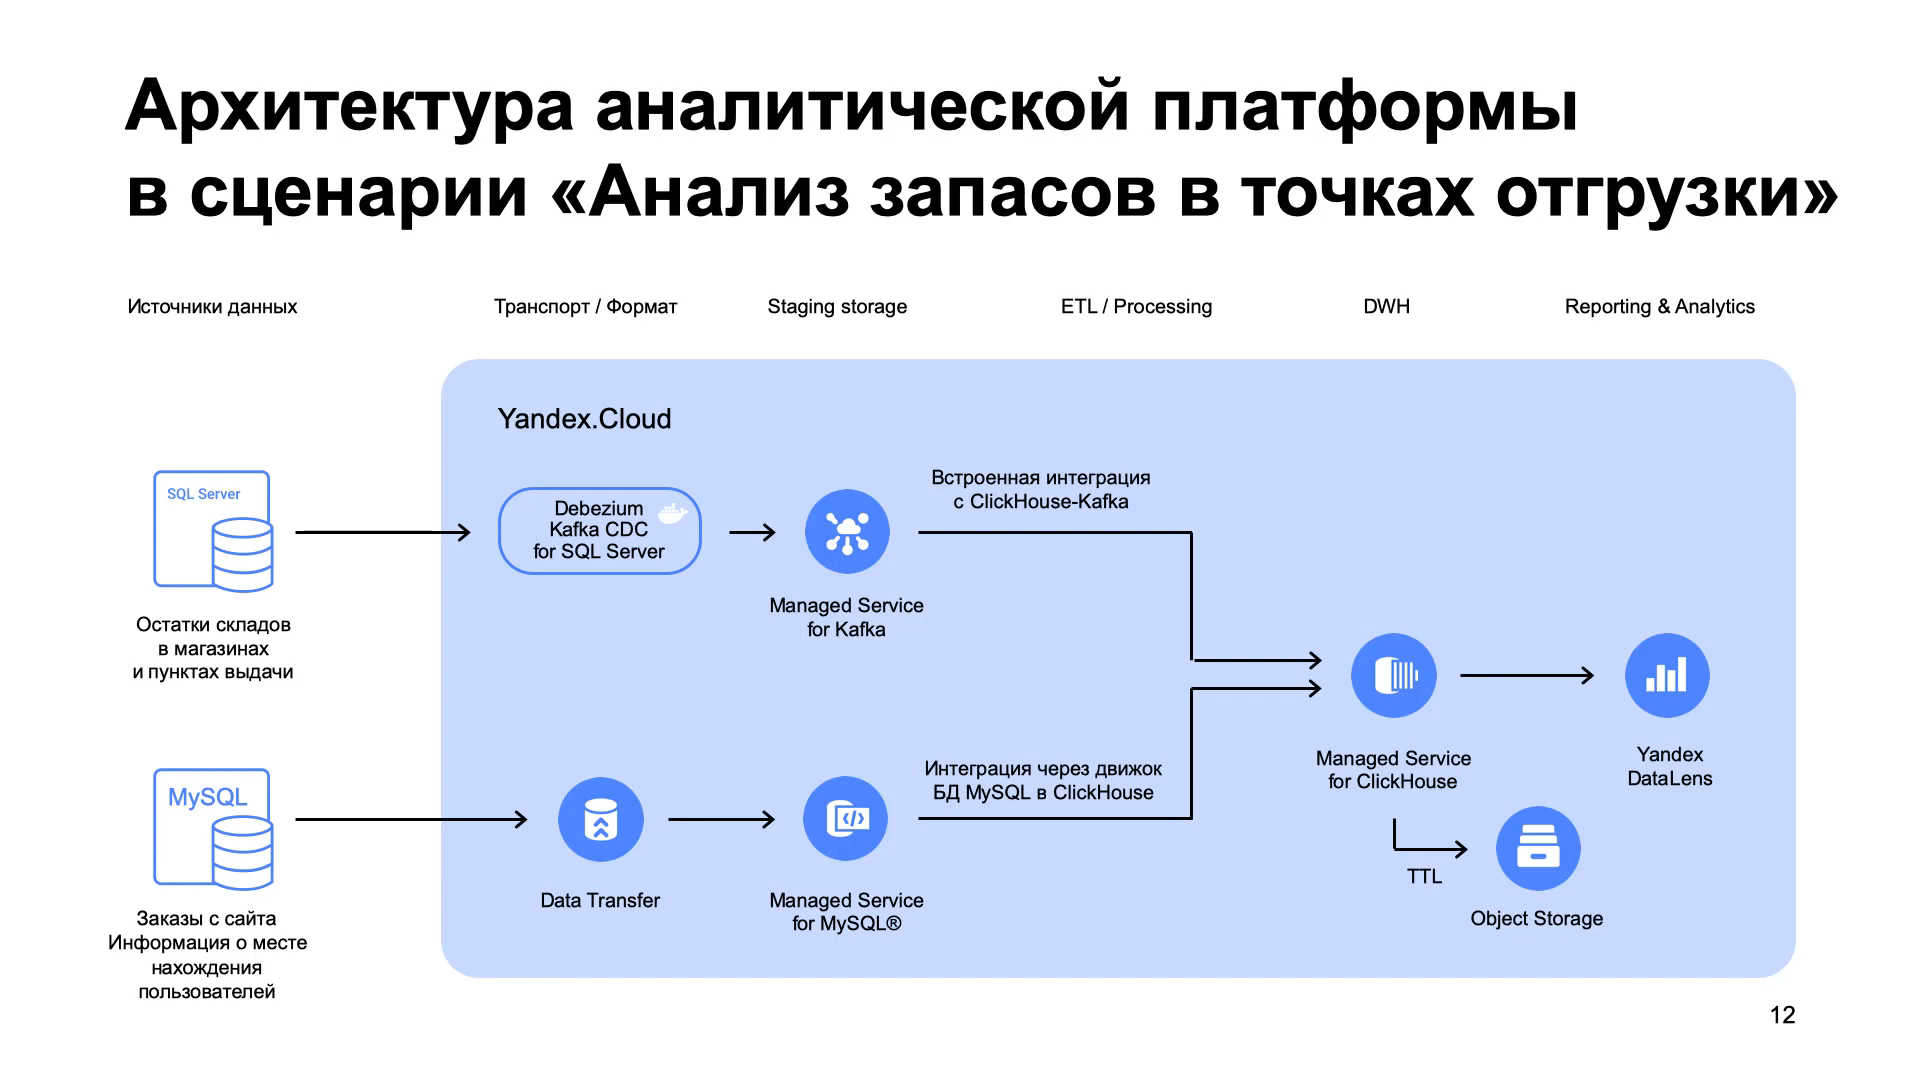 Архитектура аналитической платформы
в сценарии «Анализ запасов в точках отгрузки»
Источники данных
Транспорт / Формат
Staging storage
ETL / Processing
DWH
Reporting & Analytics
Yandex.Cloud
SQL Server
Остатки складов
в магазинах
и пунктах выдачи
Debezium
Kafka CDC
for SQL Server
Managed Service
for Kafka
Встроенная интеграция
с ClickHouse-Kafka
MySQL
Заказы с сайта
Информация о месте
нахождения
пользователей
Data Transfer
Managed Service
for MySQL®
Интеграция через движок
БД MySQL в ClickHouse
Managed Service
for ClickHouse
TTL
Object Storage
Yandex
DataLens
12